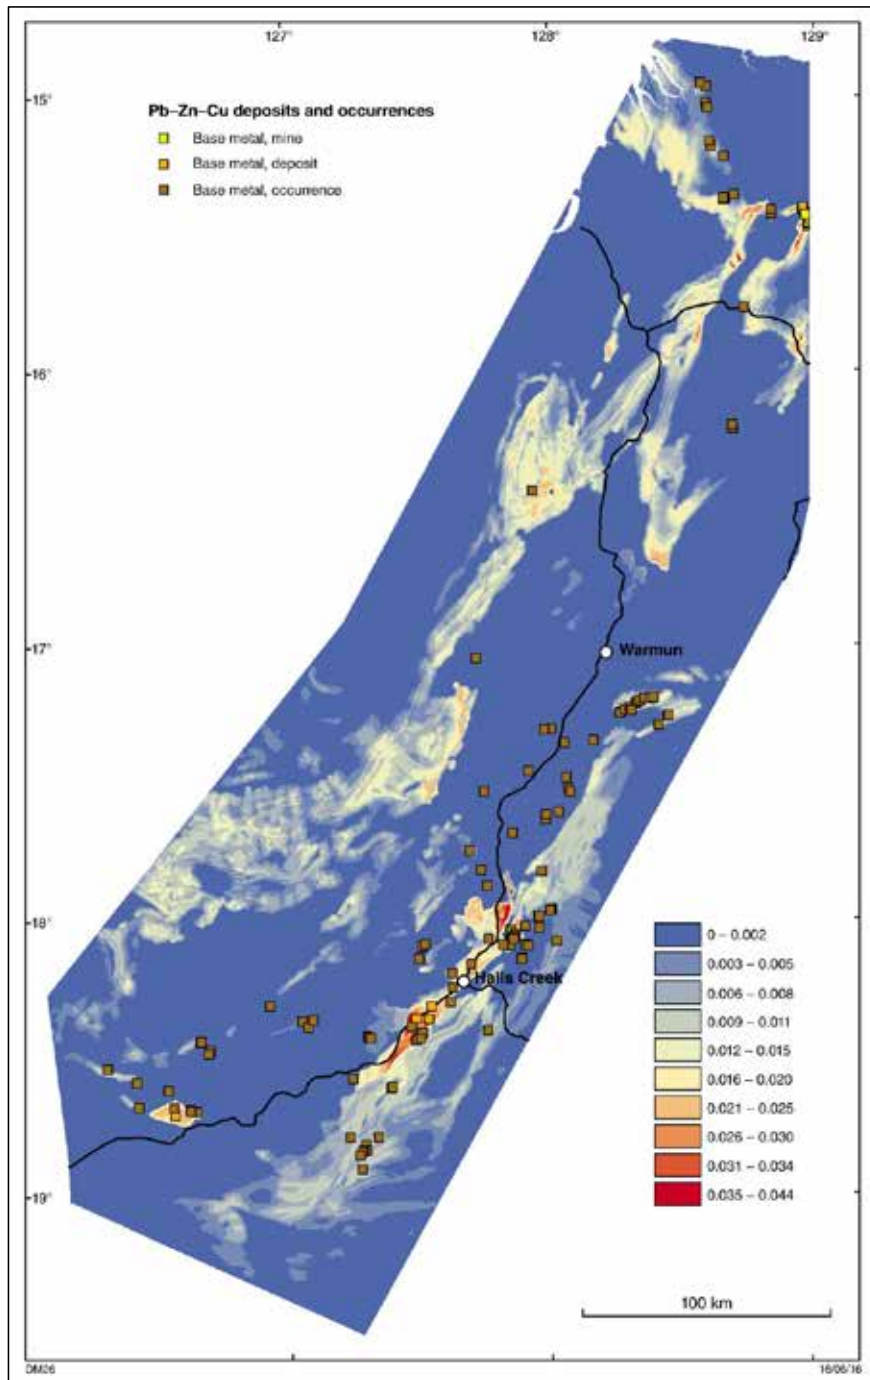 127° 128° 129°
15°
Pb–Zn–Cu deposits and occurrences
Base metal, mine
Base metal, deposit
Base metal, occurrence
16°
17°
Warmun
18°
0 – 0.002
0.003 – 0.005
0.006 – 0.008
Halls Creek
0.009 – 0.011
0.012 – 0.015
0.016 – 0.020
0.021 – 0.025
0.026 – 0.030
0.031 – 0.034
0.035 – 0.044
19°
100 km
DIM26 16/06/16